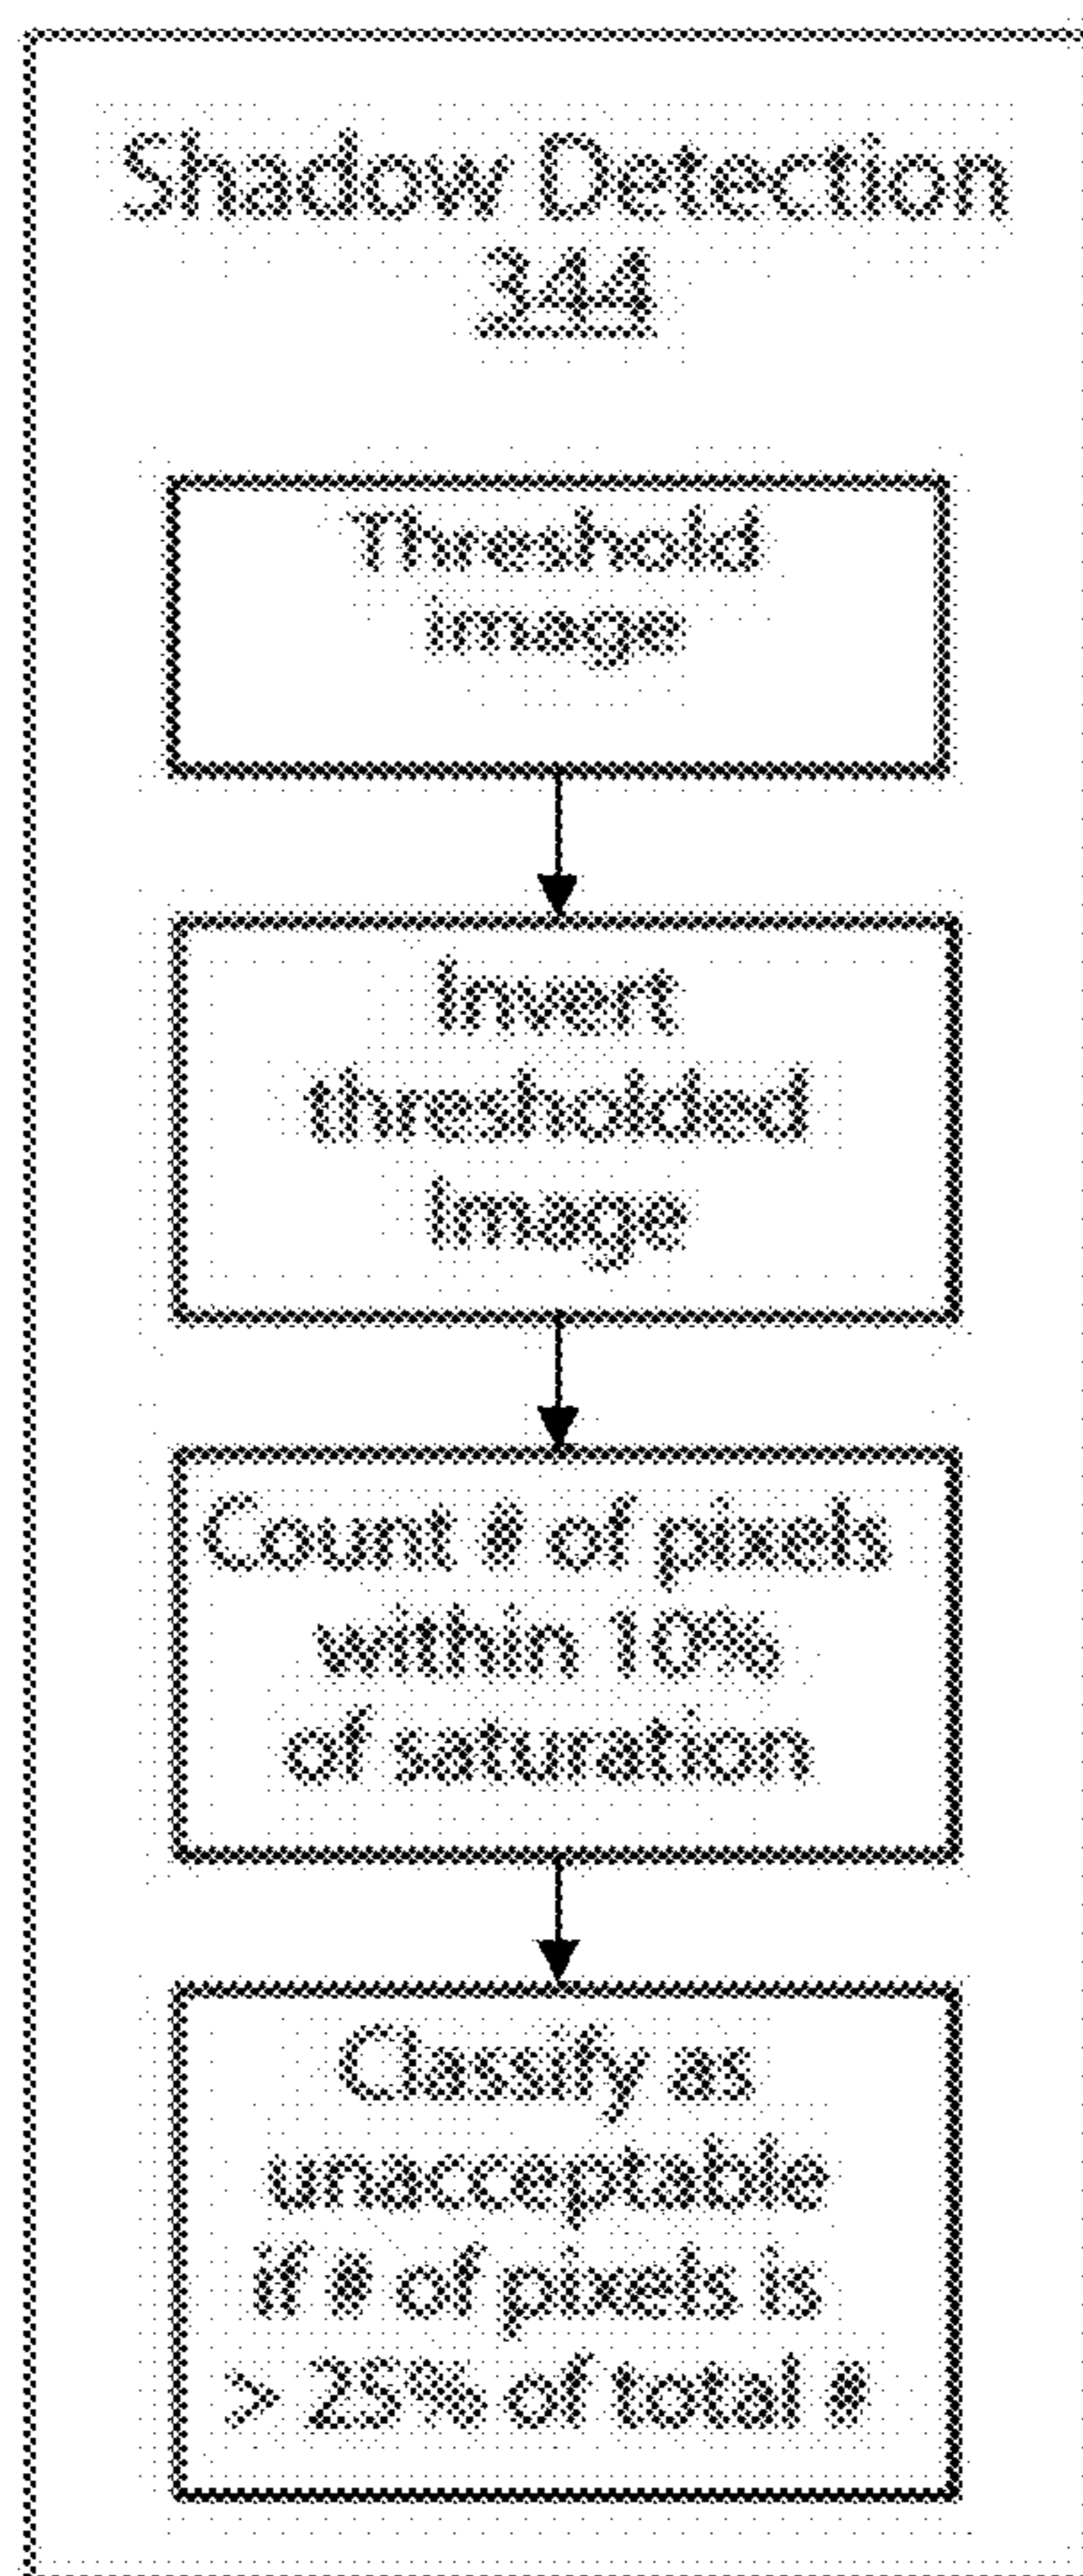 Shadow Detection
344
Threshold
image
Invert
thresholded
Image
Count # of pixels
within 10%
of saturation
Classify as
unacceptable
if # of pixels is
> 25% of total #